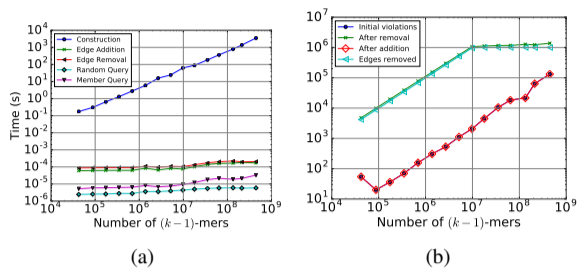 10^4
10^3
10^2
10^1
10^0
10^-1
10^-2
10^-3
10^-4
10^-5
10^-6
Time (s)
Construction
Edge Addition
Edge Removal
Random Query
Member Query
10^4 10^5 10^6 10^7 10^8 10^9
Number of (k − 1)-mers
(a)
10^7
10^6
10^5
10^4
10^3
10^2
10^1
Initial violations
After removal
After addition
Edges removed
10^4 10^5 10^6 10^7 10^8 10^9
Number of (k − 1)-mers
(b)